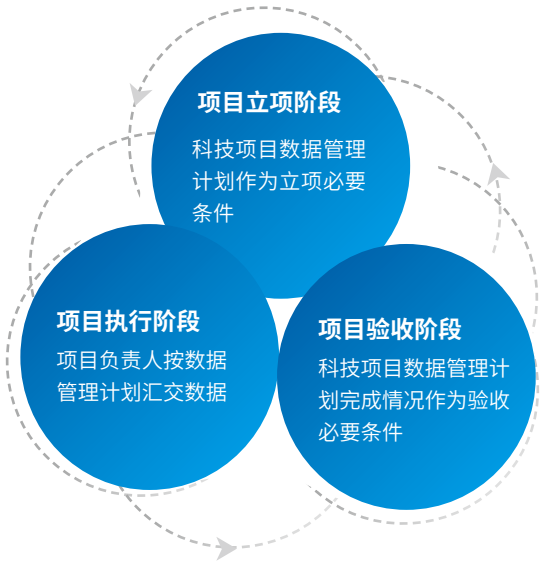 项目立项阶段
科技项目数据管理
计划作为立项必要
条件
项目执行阶段
项目负责人按数据
管理计划汇交数据
项目验收阶段
科技项目数据管理计
划完成情况作为验收
必要条件